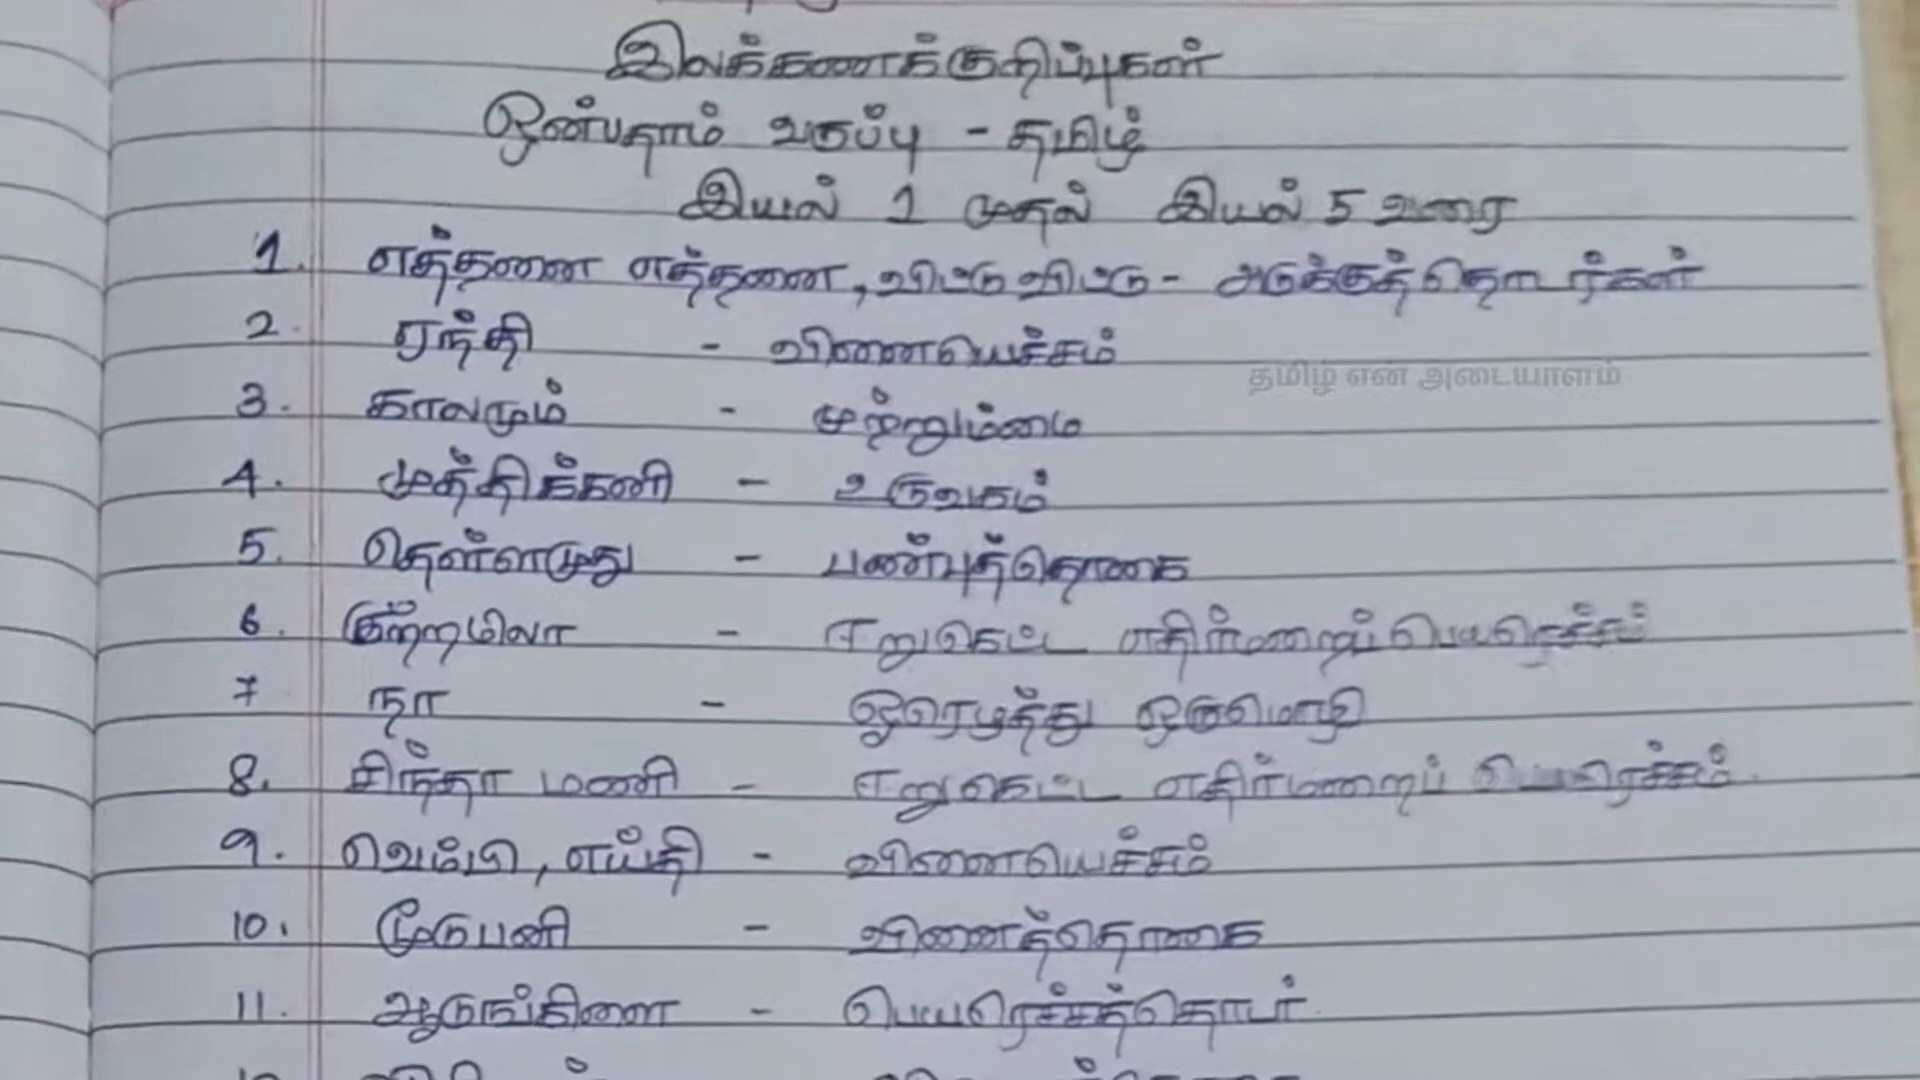 இலக்கணக்குறிப்புகள்
ஒன்பதாம் வகுப்பு - தமிழ்
இயல் 1 முதல் இயல் 5 வரை
1. எத்தனை எத்தனை, விட்டு விட்டு - அடுக்குத்தொடர்கள்
2. ஏந்தி - வினையெச்சம்
தமிழ் என் அடையாளம்
3. காலமும் - முற்றும்மை
4. முத்திக்கனி - உருவகம்
5. தெள்ளமுது - பண்புத்தொகை
6. குற்றமிலா - ஈறுகெட்ட எதிர்மறைப் பெயரெச்சம்
7 நா - ஓரெழுத்து ஒருமொழி
8. சிந்தா மணி - ஈறுகெட்ட எதிர்மறைப் பெயரெச்சம்
9. வெம்பி, எய்தி - வினையெச்சம்
10. மூடுபனி - வினைத்தொகை
11. ஆடுங்கிளை - பெயரெச்சத்தொடர்